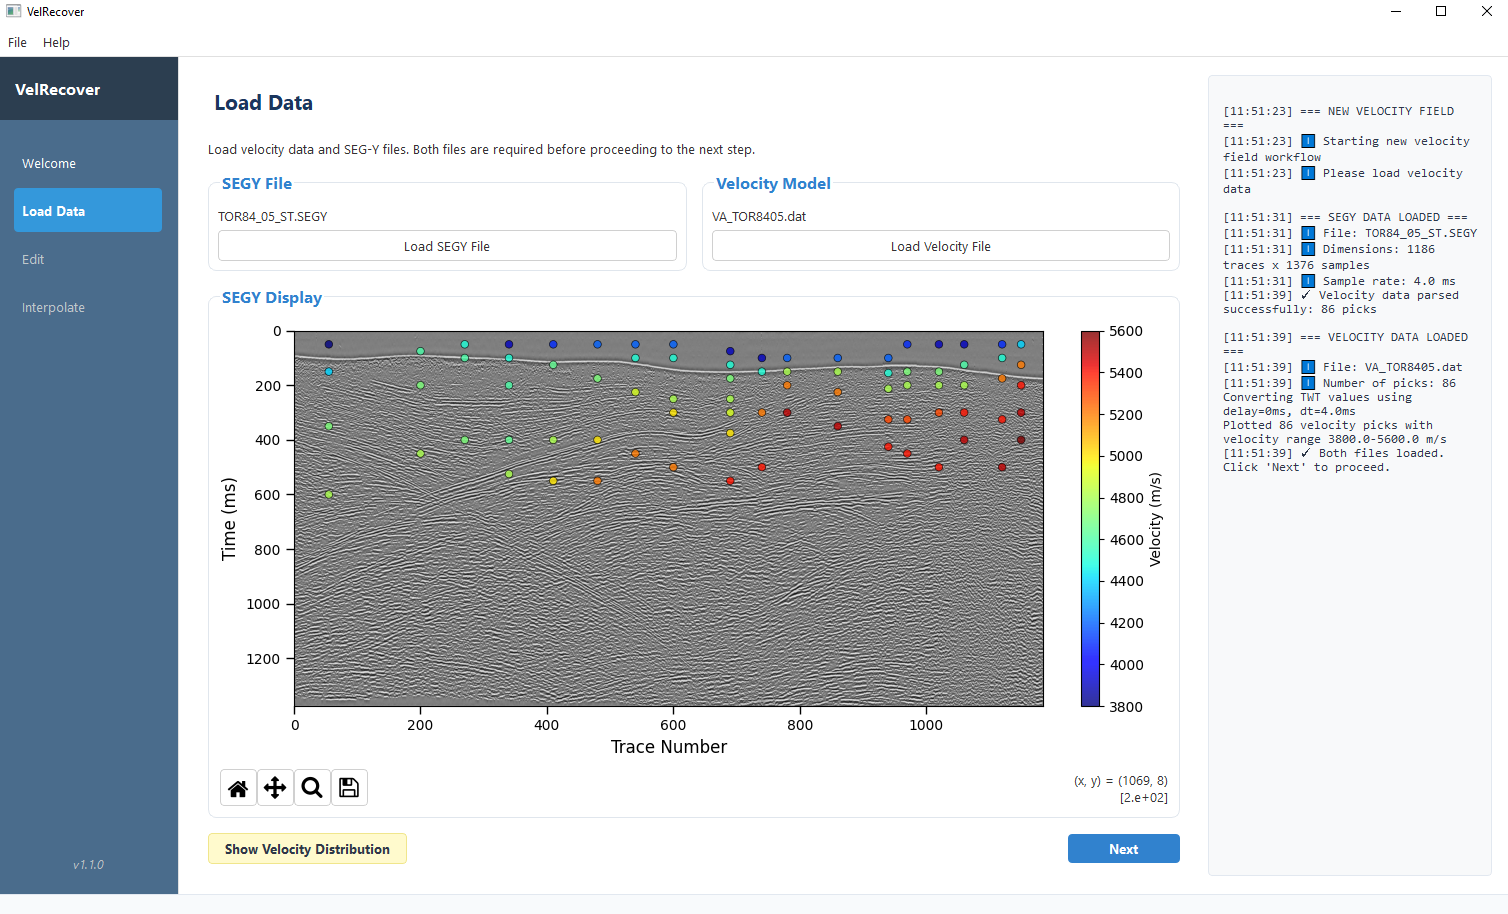 VelRecover
File Help
VelRecover
Welcome
Load Data
Edit
Interpolate
v1.1.0
Load Data
Load velocity data and SEG-Y files. Both files are required before proceeding to the next step.
SEGY File
TOR84_05_ST.SEGY
Load SEGY File
Velocity Model
VA_TOR8405.dat
Load Velocity File
SEGY Display
0
200
400
600
800
1000
1200
Time (ms)
0 200 400 600 800 1000
Trace Number
5600
5400
5200
5000
4800
4600
4400
4200
4000
3800
Velocity (m/s)
(x, y) = (1069, 8)
[2.e+02]
Show Velocity Distribution
Next
[11:51:23] === NEW VELOCITY FIELD
===
[11:51:23] ℹ Starting new velocity
field workflow
[11:51:23] ℹ Please load velocity
data
[11:51:31] === SEGY DATA LOADED ===
[11:51:31] ℹ File: TOR84_05_ST.SEGY
[11:51:31] ℹ Dimensions: 1186
traces x 1376 samples
[11:51:31] ℹ Sample rate: 4.0 ms
[11:51:39] ✓ Velocity data parsed
successfully: 86 picks
[11:51:39] === VELOCITY DATA LOADED
===
[11:51:39] ℹ File: VA_TOR8405.dat
[11:51:39] ℹ Number of picks: 86
Converting TWT values using
delay=0ms, dt=4.0ms
Plotted 86 velocity picks with
velocity range 3800.0-5600.0 m/s
[11:51:39] ✓ Both files loaded.
Click 'Next' to proceed.